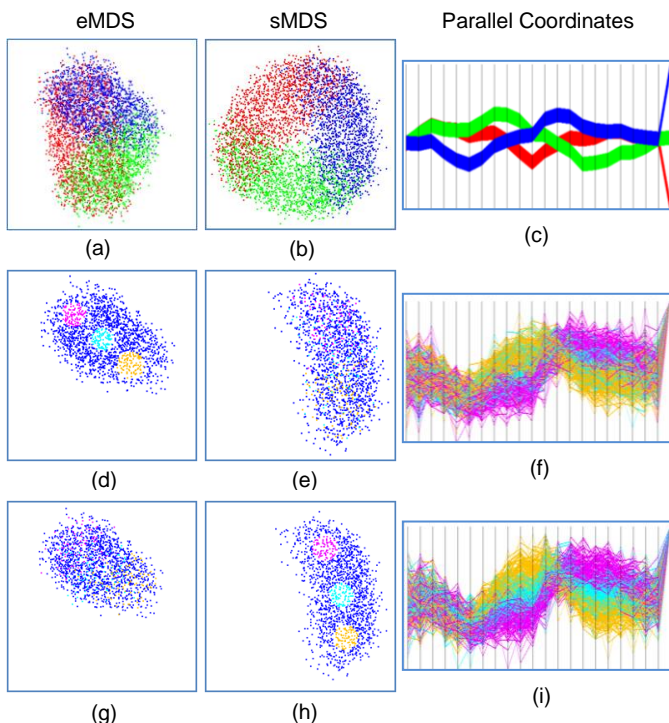 eMDS sMDS Parallel Coordinates
(a) (b) (c)
(d) (e) (f)
(g) (h) (i)